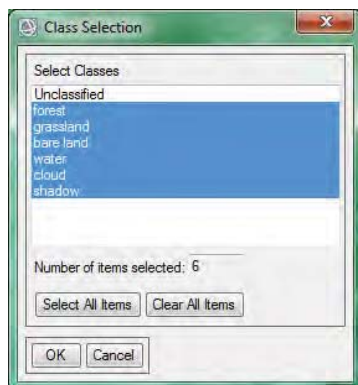 Class Selection
Select Classes
Unclassified
forest
grassland
bare land
water
cloud
shadow
Number of items selected: 6
Select All Items Clear All Items
OK Cancel